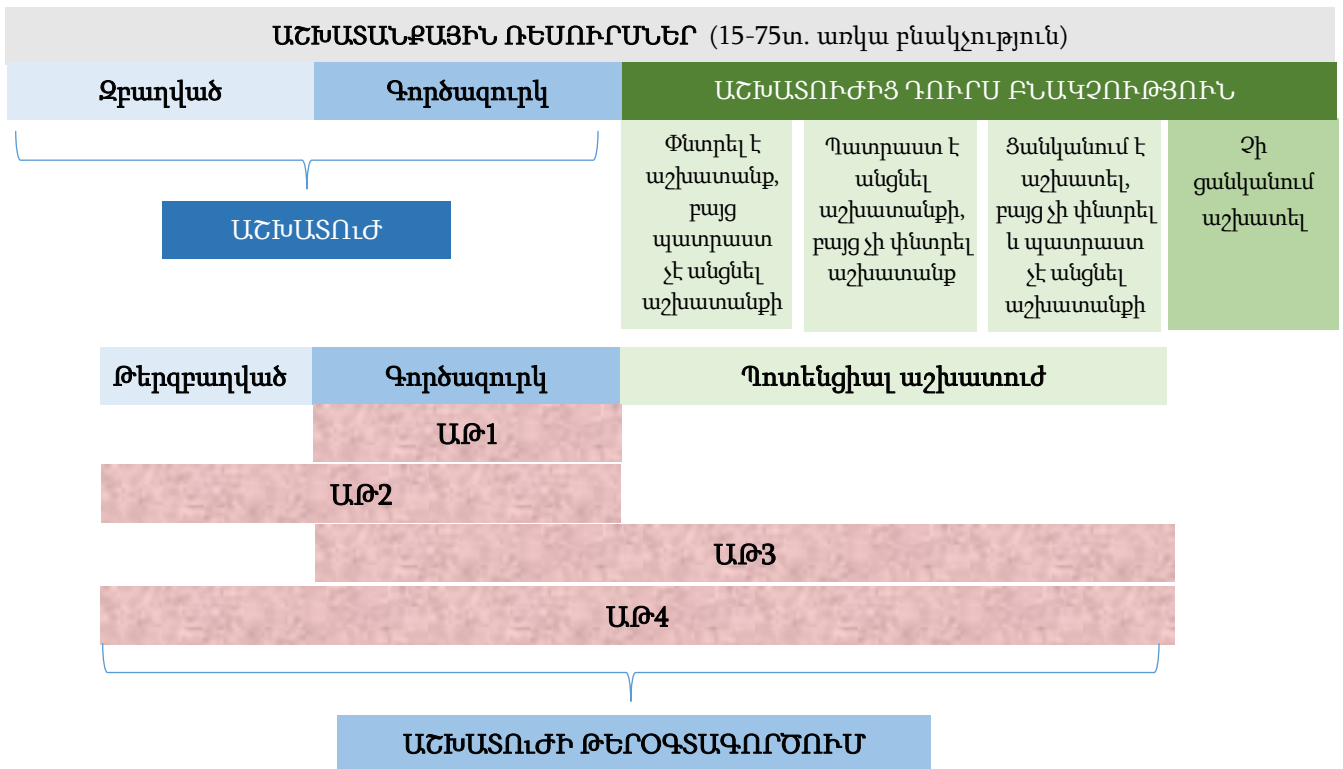 ԱՇԽԱՏԱՆՔԱՅԻՆ ՌԵՍՈՒՐՍՆԵՐ (15-75տ. առկա բնակչություն)
Զբաղված
Գործազուրկ
ԱՇԽԱՏՈՒԺԻՑ ԴՈՒՐՍ ԲՆԱԿՉՈՒԹՅՈՒՆ
Փնտրել է
աշխատանք,
բայց
պատրաստ
չէ անցնել
աշխատանքի
Պատրաստ է
անցնել
աշխատանքի,
բայց չի փնտրել
աշխատանք
Ցանկանում է
աշխատել,
բայց չի փնտրել
և պատրաստ
չէ անցնել
աշխատանքի
Չի
ցանկանում
աշխատել
ԱՇԽԱՏՈւԺ
Թերզբաղված
Գործազուրկ
Պոտենցիալ աշխատուժ
ԱԹ1
ԱԹ2
ԱԹ3
ԱԹ4
ԱՇԽԱՏՈւԺԻ ԹԵՐՕԳՏԱԳՈՐԾՈՒՄ